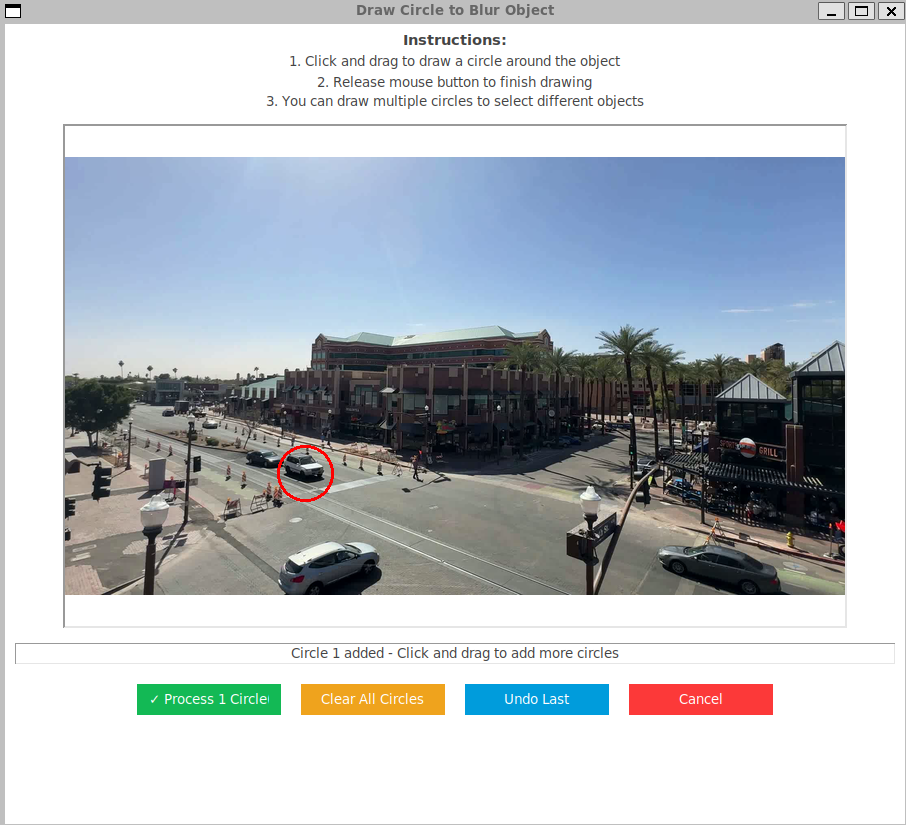 Draw Circle to Blur Object
Instructions:
1. Click and drag to draw a circle around the object
2. Release mouse button to finish drawing
3. You can draw multiple circles to select different objects
GRILL
Circle 1 added - Click and drag to add more circles
✓ Process 1 Circle
Clear All Circles
Undo Last
Cancel